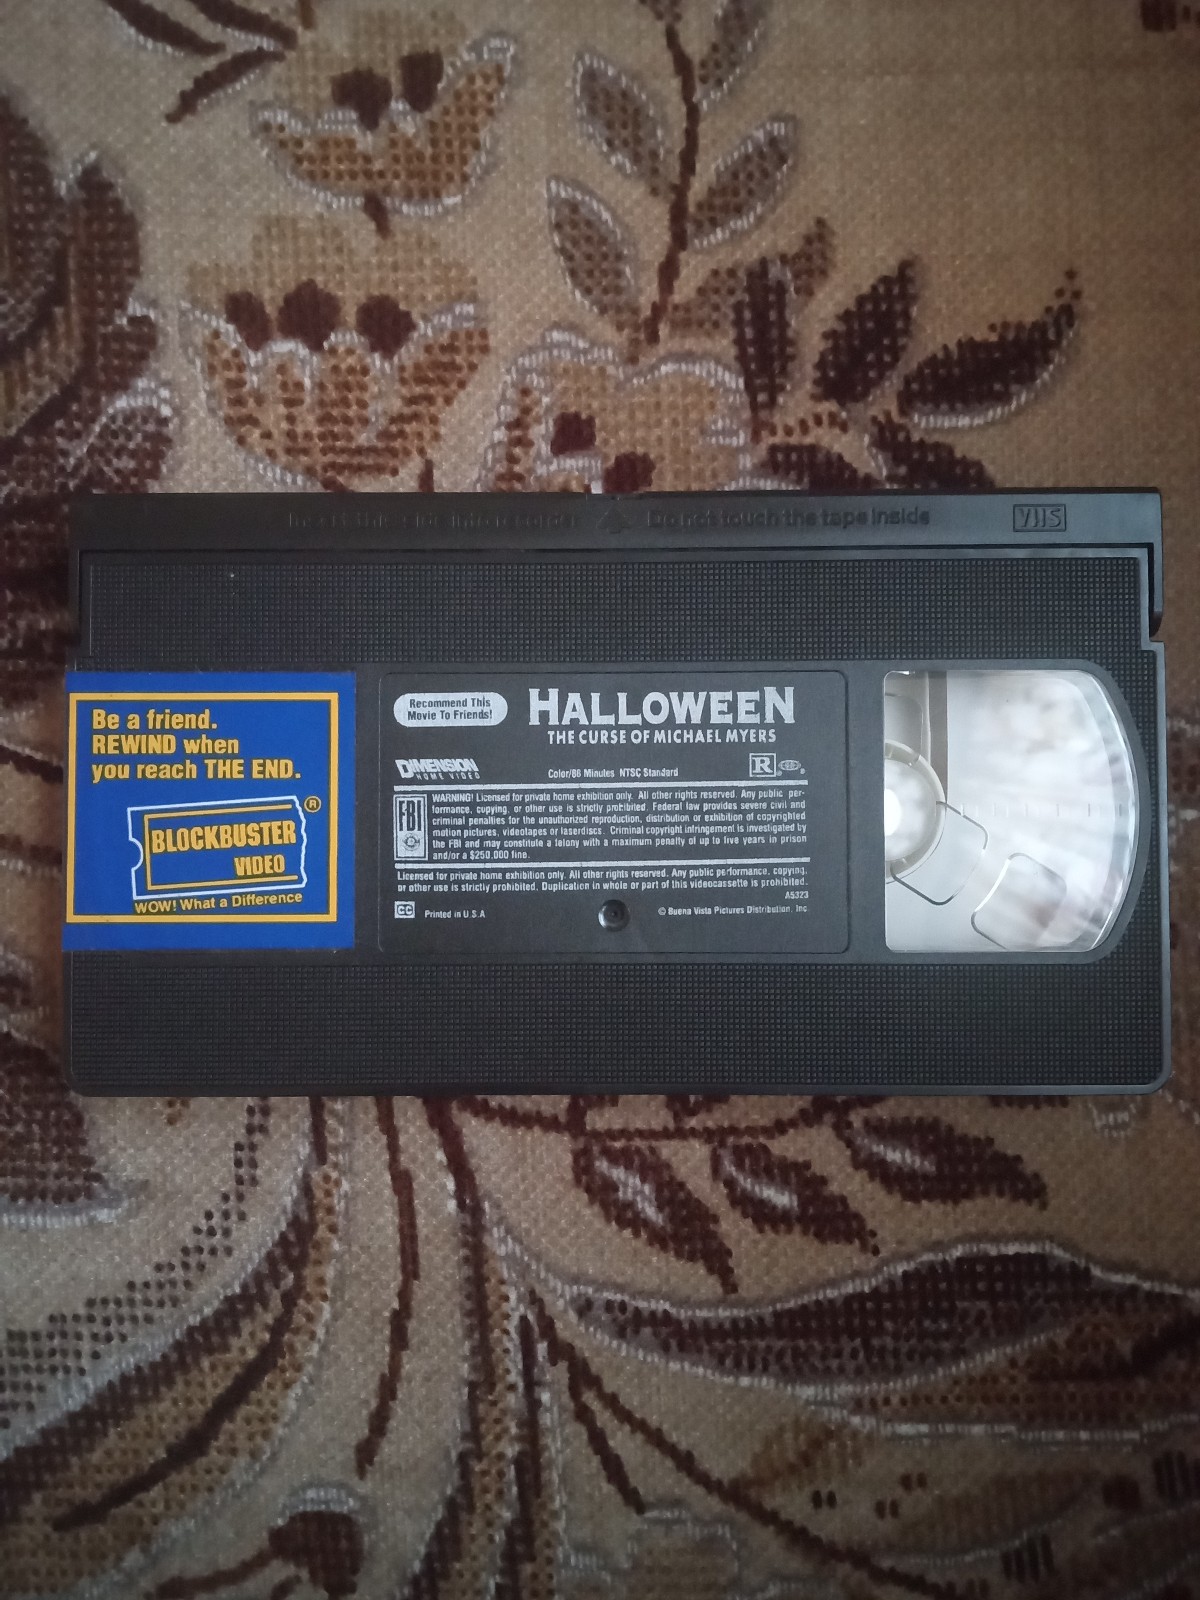 Insert this side into recorder Do not touch the tape inside VHS
Be a friend.
REWIND when
you reach THE END.
BLOCKBUSTER ®
VIDEO
WOW! What a Difference
Recommend This
Movie To Friends!
HALLOWEEN
THE CURSE OF MICHAEL MYERS
DIMENSION
HOME VIDEO
Color/86 Minutes NTSC Standard
R
FBI
WARNING! Licensed for private home exhibition only. All other rights reserved. Any public per-
formance, copying, or other use is strictly prohibited. Federal law provides severe civil and
criminal penalties for the unauthorized reproduction, distribution or exhibition of copyrighted
motion pictures, videotapes or laserdiscs. Criminal copyright infringement is investigated by
the FBI and may constitute a felony with a maximum penalty of up to five years in prison
and/or a $250,000 fine.
Licensed for private home exhibition only. All other rights reserved. Any public performance, copying,
or other use is strictly prohibited. Duplication in whole or part of this videocassette is prohibited.
A5323
CC Printed in U.S.A © Buena Vista Pictures Distribution, Inc.